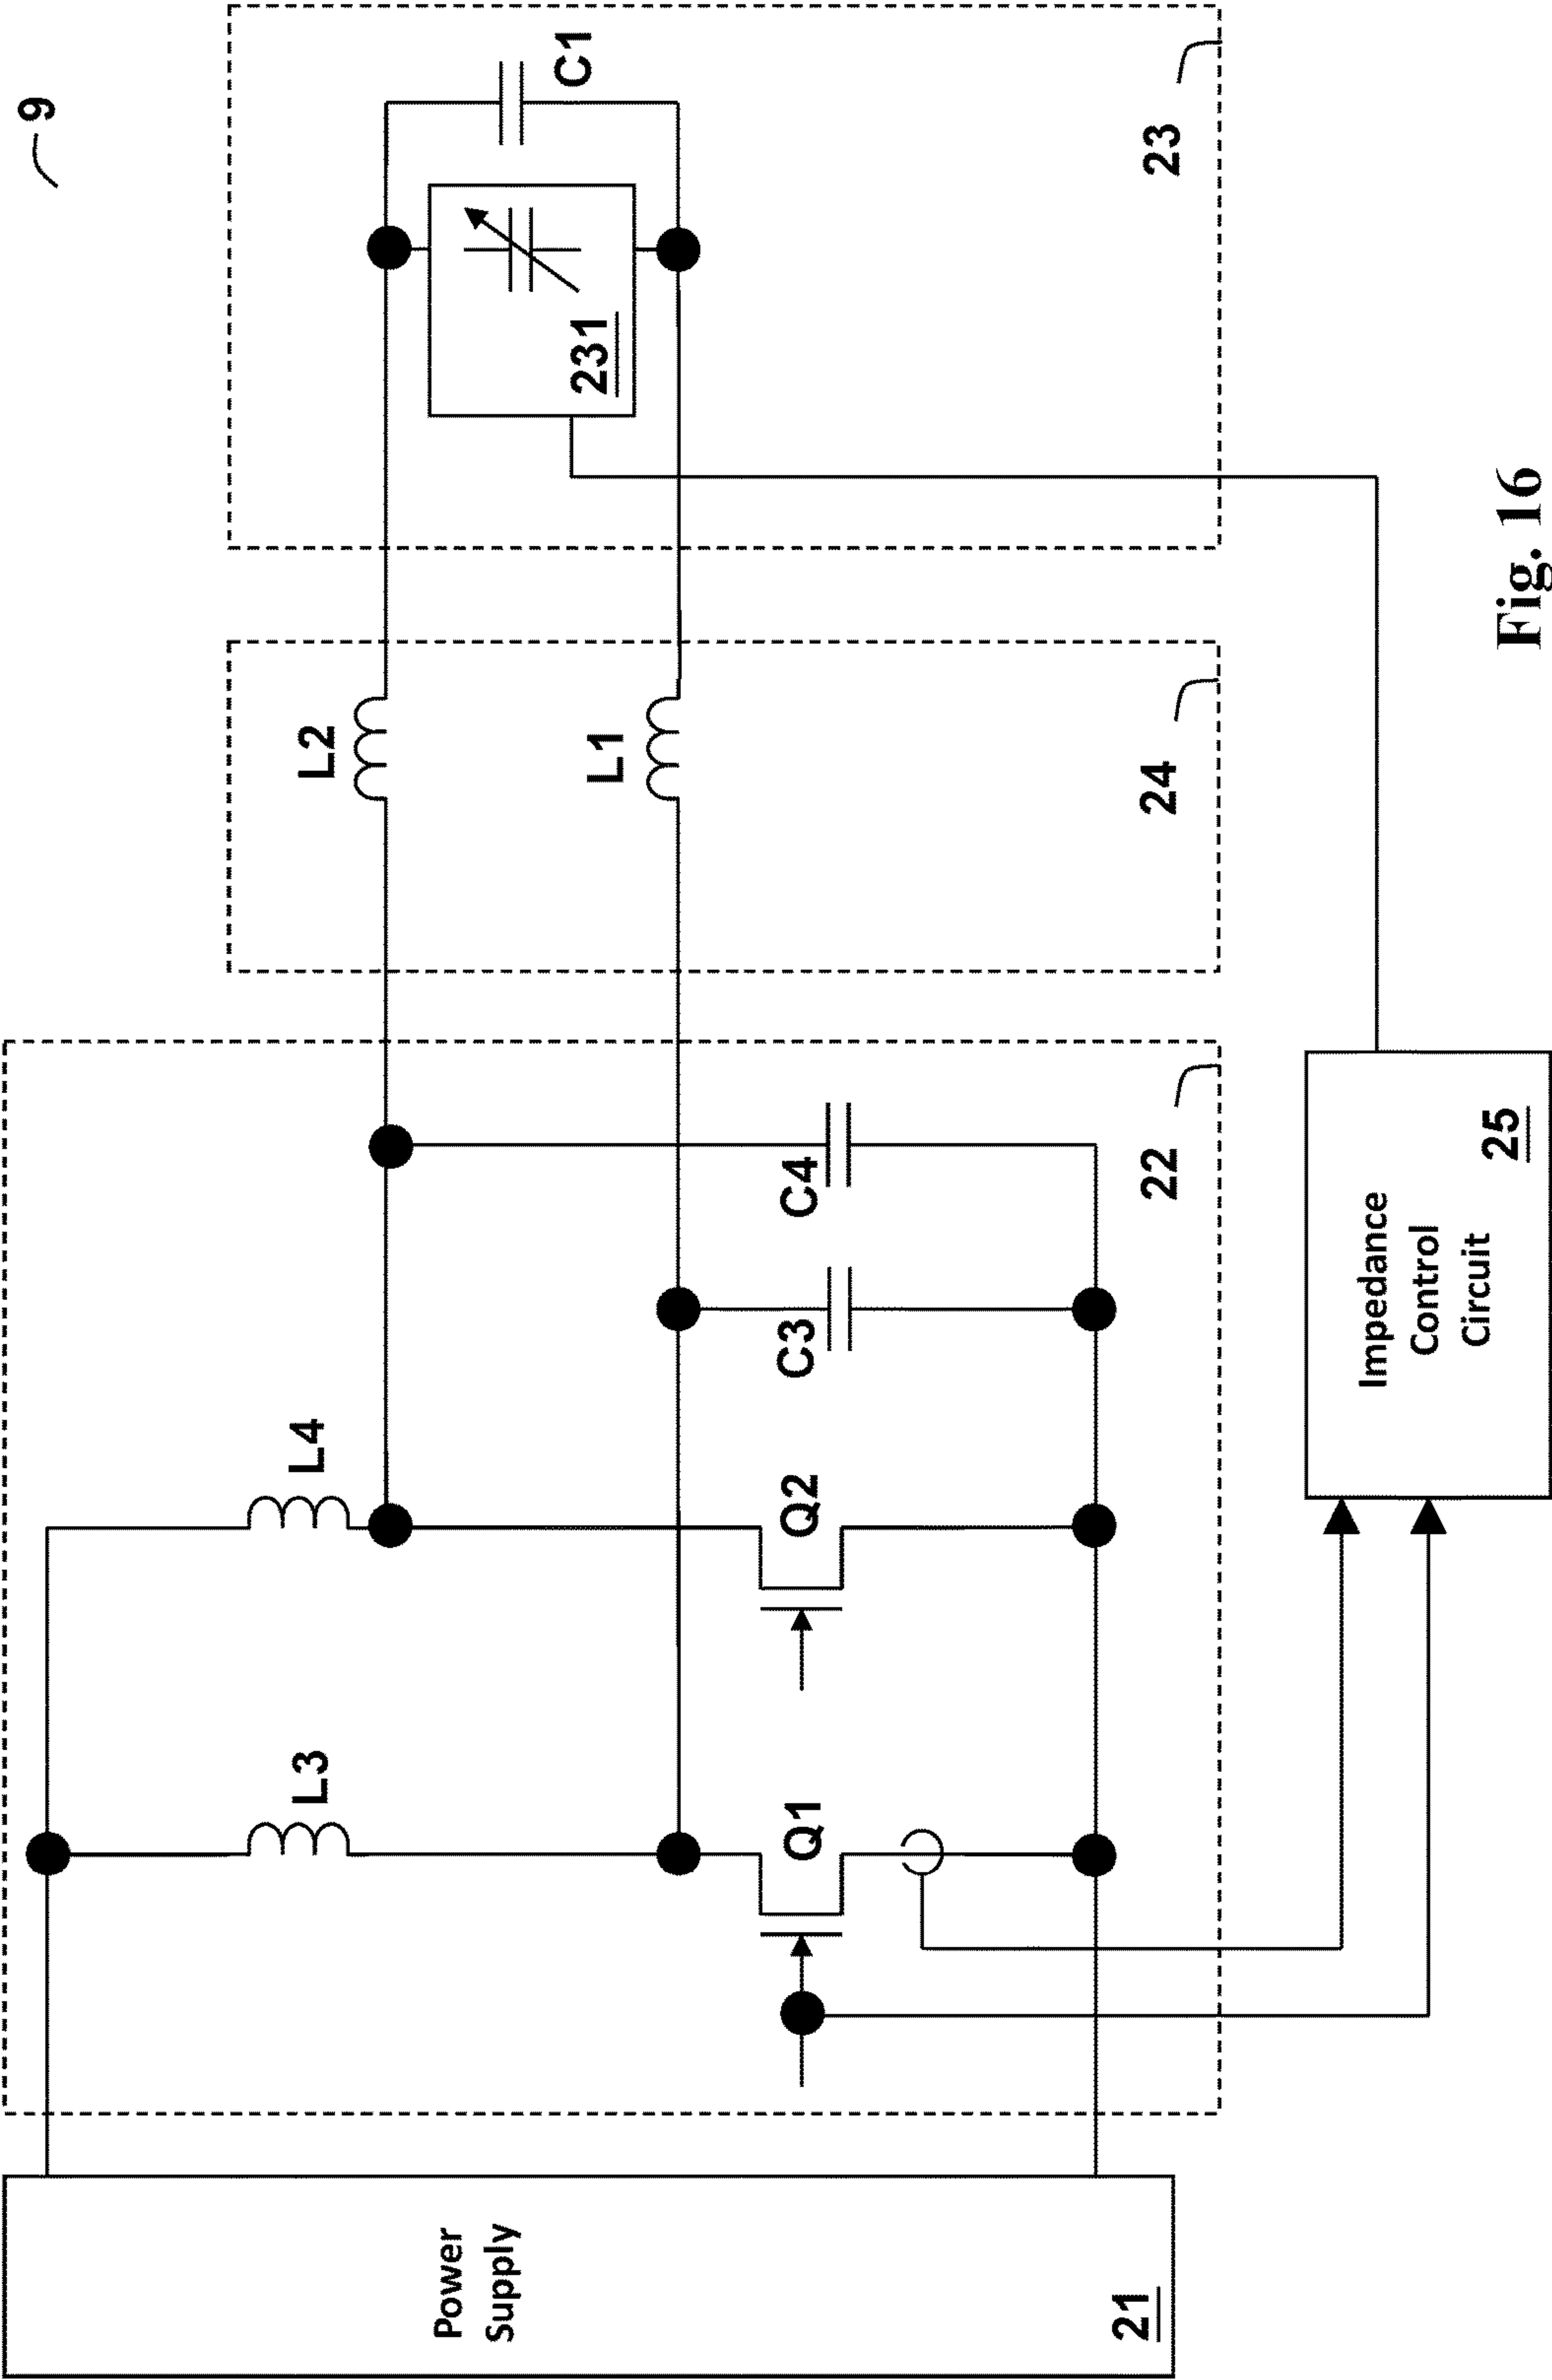 9
L4
L3
L2
C1
231
L1
Q2
Q1
C4
C3
22
24
23
Power
Supply
21
Impedance
Control
Circuit
25
Fig. 16